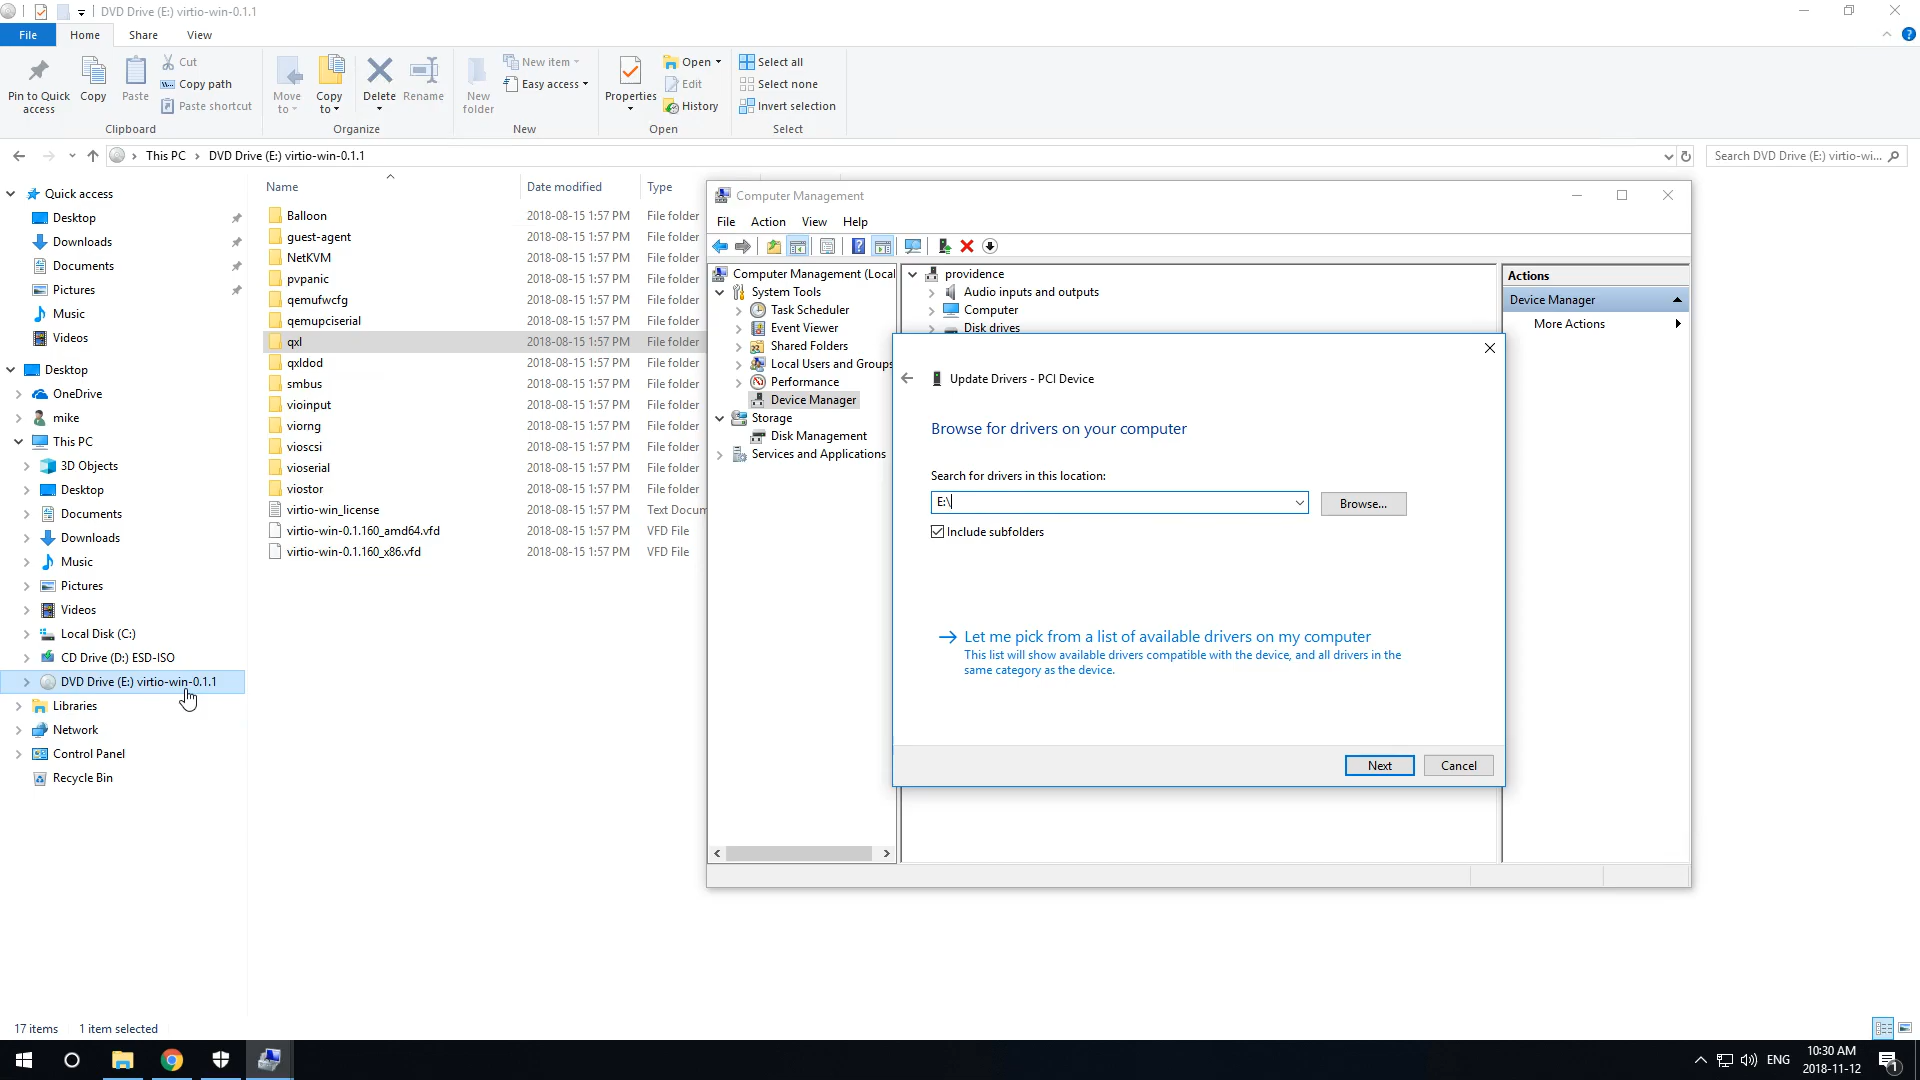 DVD Drive (E:) virtio-win-0.1.1
File Home Share View
Pin to Quick access
Copy
Paste
Cut
Copy path
Paste shortcut
Clipboard
Move to
Copy to
Delete
Rename
Organize
New folder
New item
Easy access
New
Properties
Open
Edit
History
Open
Select all
Select none
Invert selection
Select
This PC > DVD Drive (E:) virtio-win-0.1.1
Search DVD Drive (E:) virtio-wi...
Quick access
Desktop
Downloads
Documents
Pictures
Music
Videos
Desktop
OneDrive
mike
This PC
3D Objects
Desktop
Documents
Downloads
Music
Pictures
Videos
Local Disk (C:)
CD Drive (D:) ESD-ISO
DVD Drive (E:) virtio-win-0.1.1
Libraries
Network
Control Panel
Recycle Bin
Name Date modified Type
Balloon 2018-08-15 1:57 PM File folder
guest-agent 2018-08-15 1:57 PM File folder
NetKVM 2018-08-15 1:57 PM File folder
pvpanic 2018-08-15 1:57 PM File folder
qemufwcfg 2018-08-15 1:57 PM File folder
qemupciserial 2018-08-15 1:57 PM File folder
qxl 2018-08-15 1:57 PM File folder
qxldod 2018-08-15 1:57 PM File folder
smbus 2018-08-15 1:57 PM File folder
vioinput 2018-08-15 1:57 PM File folder
viorng 2018-08-15 1:57 PM File folder
vioscsi 2018-08-15 1:57 PM File folder
vioserial 2018-08-15 1:57 PM File folder
viostor 2018-08-15 1:57 PM File folder
virtio-win_license 2018-08-15 1:57 PM Text Docum
virtio-win-0.1.160_amd64.vfd 2018-08-15 1:57 PM VFD File
virtio-win-0.1.160_x86.vfd 2018-08-15 1:57 PM VFD File
Computer Management
File Action View Help
Computer Management (Local
System Tools
Task Scheduler
Event Viewer
Shared Folders
Local Users and Groups
Performance
Device Manager
Storage
Disk Management
Services and Applications
providence
Audio inputs and outputs
Computer
Disk drives
Actions
Device Manager
More Actions
Update Drivers - PCI Device
Browse for drivers on your computer
Search for drivers in this location:
E:\
Browse...
Include subfolders
Let me pick from a list of available drivers on my computer
This list will show available drivers compatible with the device, and all drivers in the
same category as the device.
Next Cancel
17 items 1 item selected
ENG
10:30 AM
2018-11-12
1